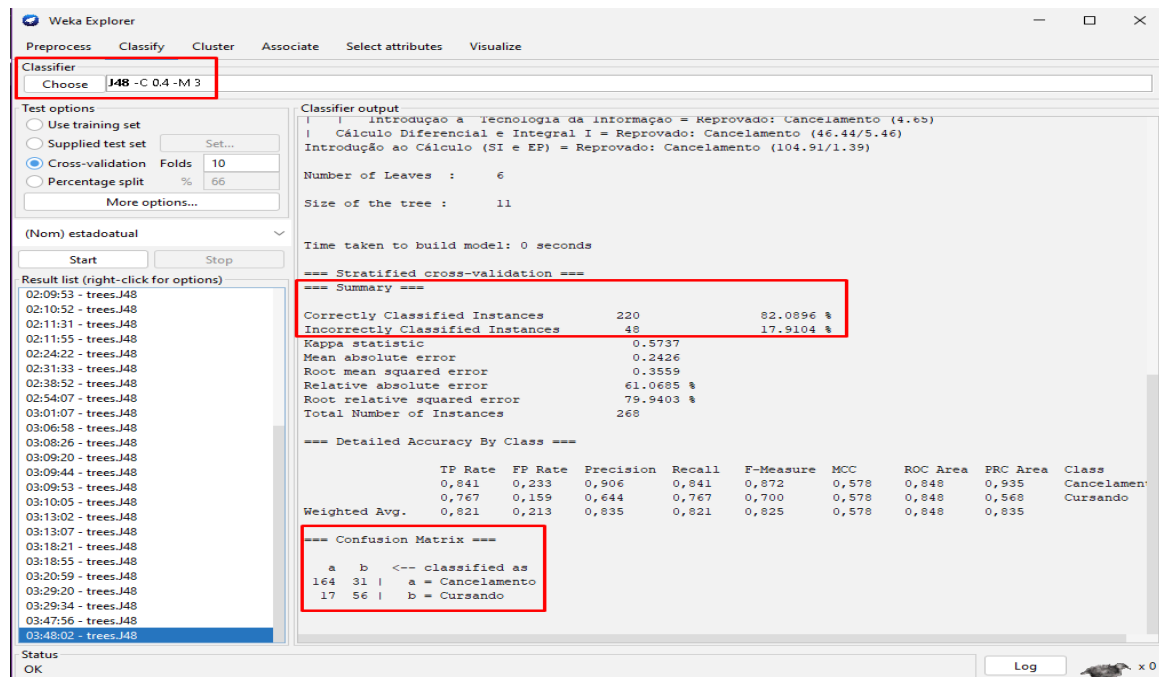 Weka Explorer
Preprocess Classify Cluster Associate Select attributes Visualize
Classifier
Choose J48 -C 0.4 -M 3
Test options
Use training set
Supplied test set Set...
Cross-validation Folds 10
Percentage split % 66
More options...
(Nom) estadoatual
Start Stop
Result list (right-click for options)
02:09:53 - trees.J48
02:10:52 - trees.J48
02:11:31 - trees.J48
02:11:55 - trees.J48
02:24:22 - trees.J48
02:31:33 - trees.J48
02:38:52 - trees.J48
02:54:07 - trees.J48
03:01:07 - trees.J48
03:06:58 - trees.J48
03:08:26 - trees.J48
03:09:20 - trees.J48
03:09:44 - trees.J48
03:09:53 - trees.J48
03:10:05 - trees.J48
03:13:02 - trees.J48
03:13:07 - trees.J48
03:18:21 - trees.J48
03:18:55 - trees.J48
03:20:59 - trees.J48
03:29:20 - trees.J48
03:29:34 - trees.J48
03:47:56 - trees.J48
03:48:02 - trees.J48
Classifier output
| | Introdução a Tecnologia da Informação = Reprovado: Cancelamento (4.65)
| Cálculo Diferencial e Integral I = Reprovado: Cancelamento (46.44/5.46)
Introdução ao Cálculo (SI e EP) = Reprovado: Cancelamento (104.91/1.39)
Number of Leaves : 6
Size of the tree : 11
Time taken to build model: 0 seconds
=== Stratified cross-validation ===
=== Summary ===
Correctly Classified Instances 220 82.0896 %
Incorrectly Classified Instances 48 17.9104 %
Kappa statistic 0.5737
Mean absolute error 0.2426
Root mean squared error 0.3559
Relative absolute error 61.0685 %
Root relative squared error 79.9403 %
Total Number of Instances 268
=== Detailed Accuracy By Class ===
TP Rate FP Rate Precision Recall F-Measure MCC ROC Area PRC Area Class
0,841 0,233 0,906 0,841 0,872 0,578 0,848 0,935 Cancelamen
0,767 0,159 0,644 0,767 0,700 0,578 0,848 0,568 Cursando
Weighted Avg. 0,821 0,213 0,835 0,821 0,825 0,578 0,848 0,835
=== Confusion Matrix ===
a b <-- classified as
164 31 | a = Cancelamento
17 56 | b = Cursando
Status
OK
Log
x 0